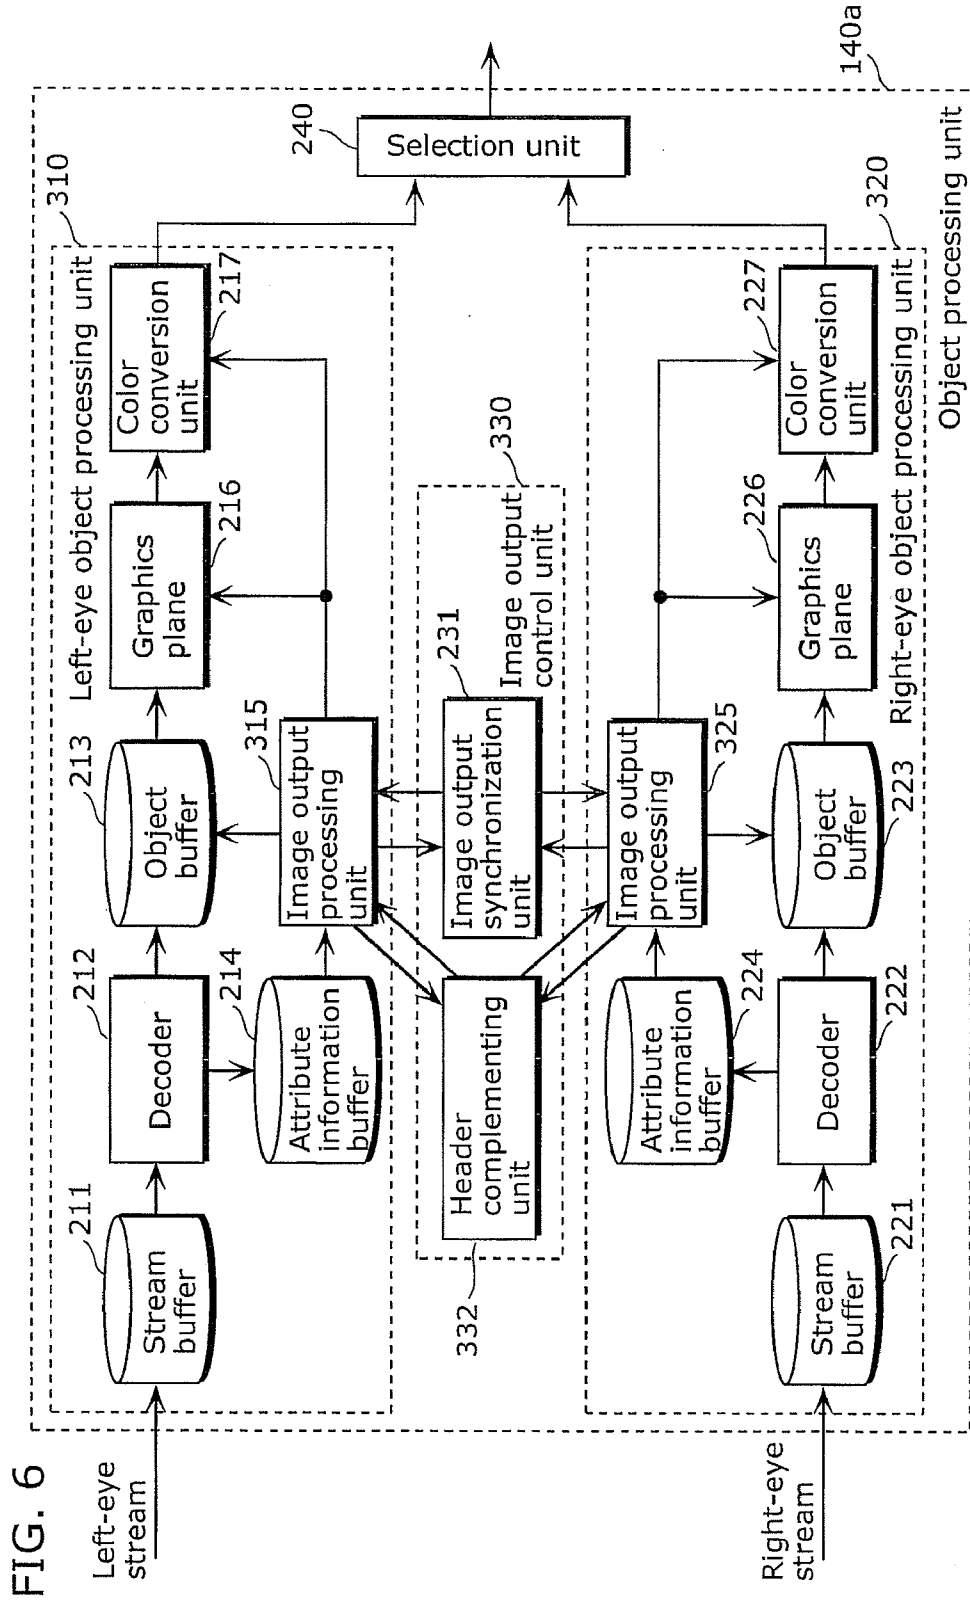 FIG. 6
140a
Object processing unit
310
Left-eye object processing unit
Left-eye
stream
211
Stream
buffer
212
Decoder
213
Object
buffer
216
Graphics
plane
217
Color
conversion
unit
214
Attribute
information
buffer
315
Image output
processing
unit
240
Selection unit
330
Image output
control unit
332
Header
complementing
unit
231
Image output
synchronization
unit
320
Right-eye object processing unit
224
Attribute
information
buffer
325
Image output
processing
unit
Right-eye
stream
221
Stream
buffer
222
Decoder
223
Object
buffer
226
Graphics
plane
227
Color
conversion
unit